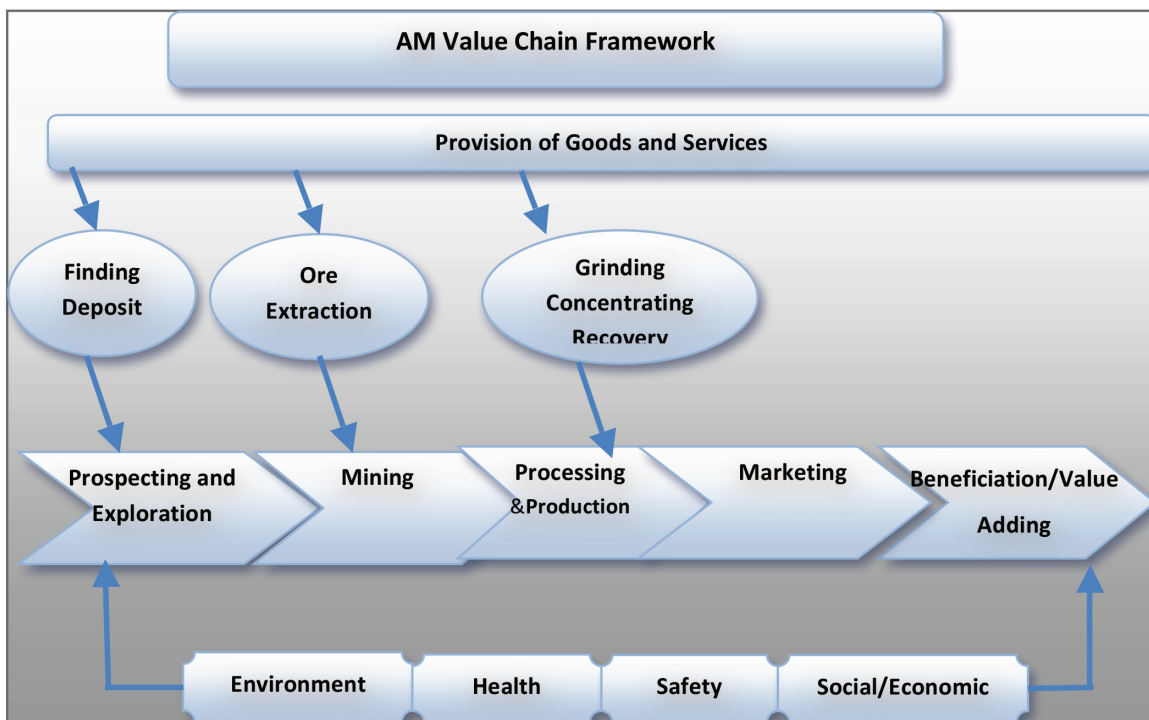 AM Value Chain Framework
Provision of Goods and Services
Finding
Deposit
Ore
Extraction
Grinding
Concentrating
Recovery
Prospecting and
Exploration
Mining
Processing
&Production
Marketing
Beneficiation/Value
Adding
Environment
Health
Safety
Social/Economic